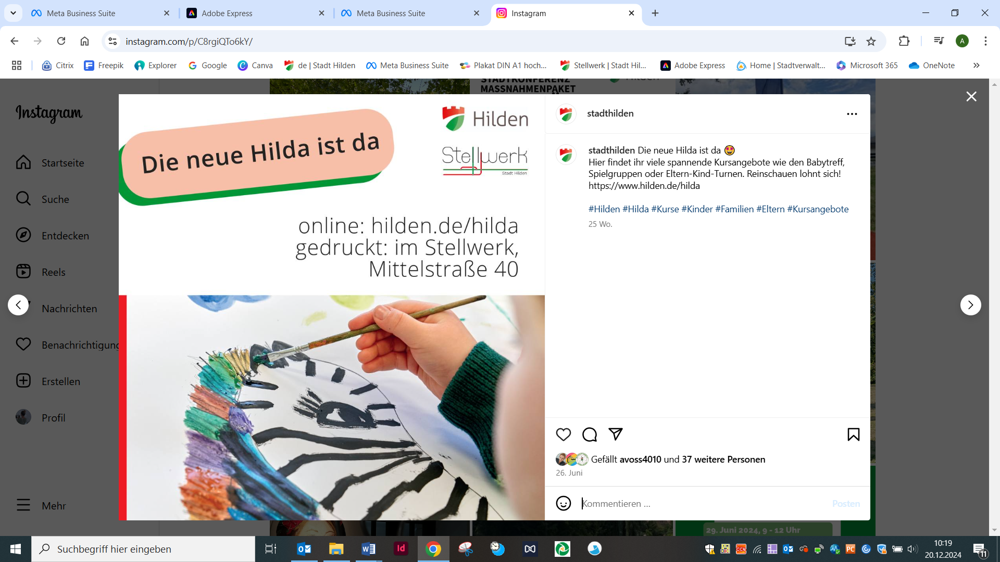 Meta Business Suite
Adobe Express
Meta Business Suite
Instagram
instagram.com/p/C8rgiQTo6kY/
A
Citrix
Freepik
Explorer
Google
Canva
de | Stadt Hilden
Meta Business Suite
Plakat DIN A1 hoch...
Stellwerk | Stadt Hil...
Adobe Express
Home | Stadtverwalt...
Microsoft 365
OneNote
STADTKONFERENZ
MASSNAHMENPAKET
Instagram
Startseite
Suche
Entdecken
Reels
Nachrichten
Benachrichtigung
Erstellen
Profil
Mehr
Die neue Hilda ist da
Hilden
Stellwerk
Stadt Hilden
online: hilden.de/hilda
gedruckt: im Stellwerk,
Mittelstraße 40
stadthilden
stadthilden Die neue Hilda ist da 🤩
Hier findet ihr viele spannende Kursangebote wie den Babytreff,
Spielgruppen oder Eltern-Kind-Turnen. Reinschauen lohnt sich!
https://www.hilden.de/hilda
#Hilden #Hilda #Kurse #Kinder #Familien #Eltern #Kursangebote
25 Wo.
Gefällt avoss4010 und 37 weitere Personen
26. Juni
Kommentieren ...
Posten
29. Juni 2024, 9 - 12 Uhr
Suchbegriff hier eingeben
Id
CCL
PC
10:19
20.12.2024
11